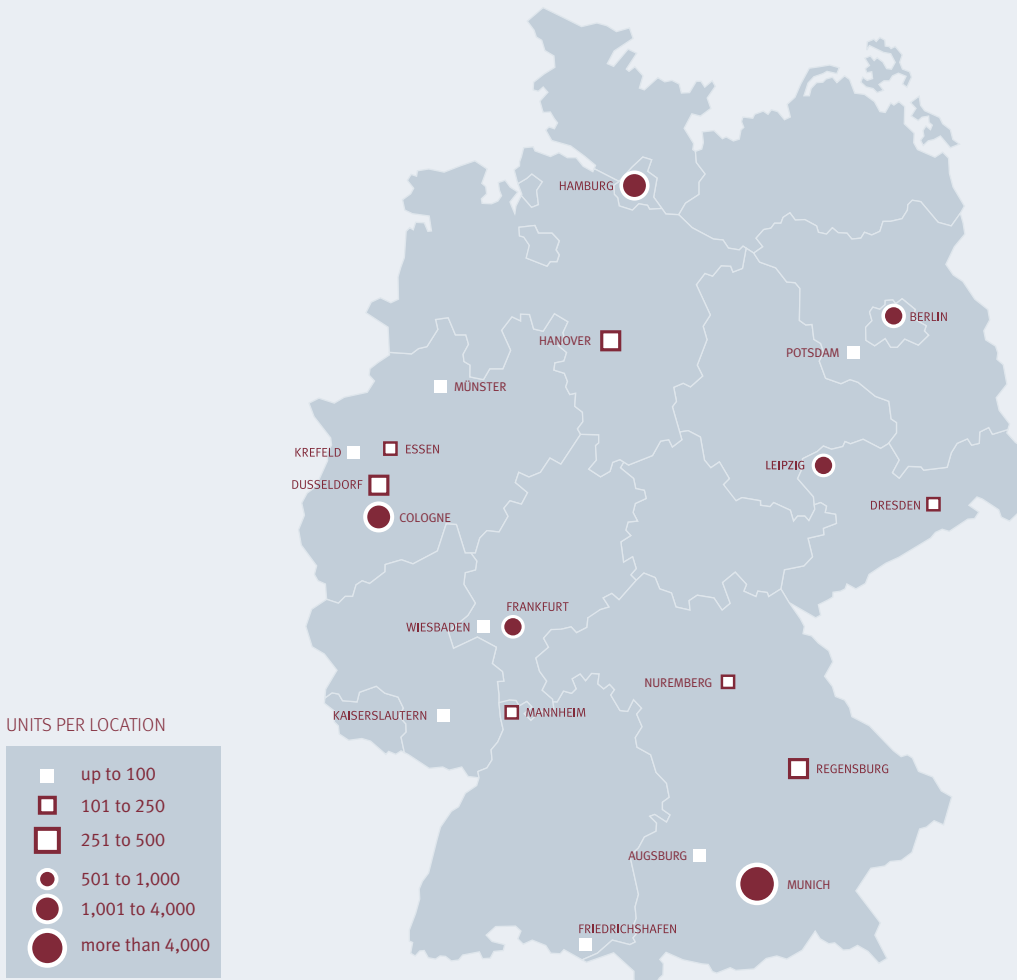 HAMBURG
BERLIN
HANOVER
POTSDAM
MÜNSTER
KREFELD
ESSEN
LEIPZIG
DUSSELDORF
DRESDEN
COLOGNE
FRANKFURT
WIESBADEN
NUREMBERG
KAISERSLAUTERN
MANNHEIM
REGENSBURG
AUGSBURG
MUNICH
FRIEDRICHSHAFEN
UNITS PER LOCATION
up to 100
101 to 250
251 to 500
501 to 1,000
1,001 to 4,000
more than 4,000